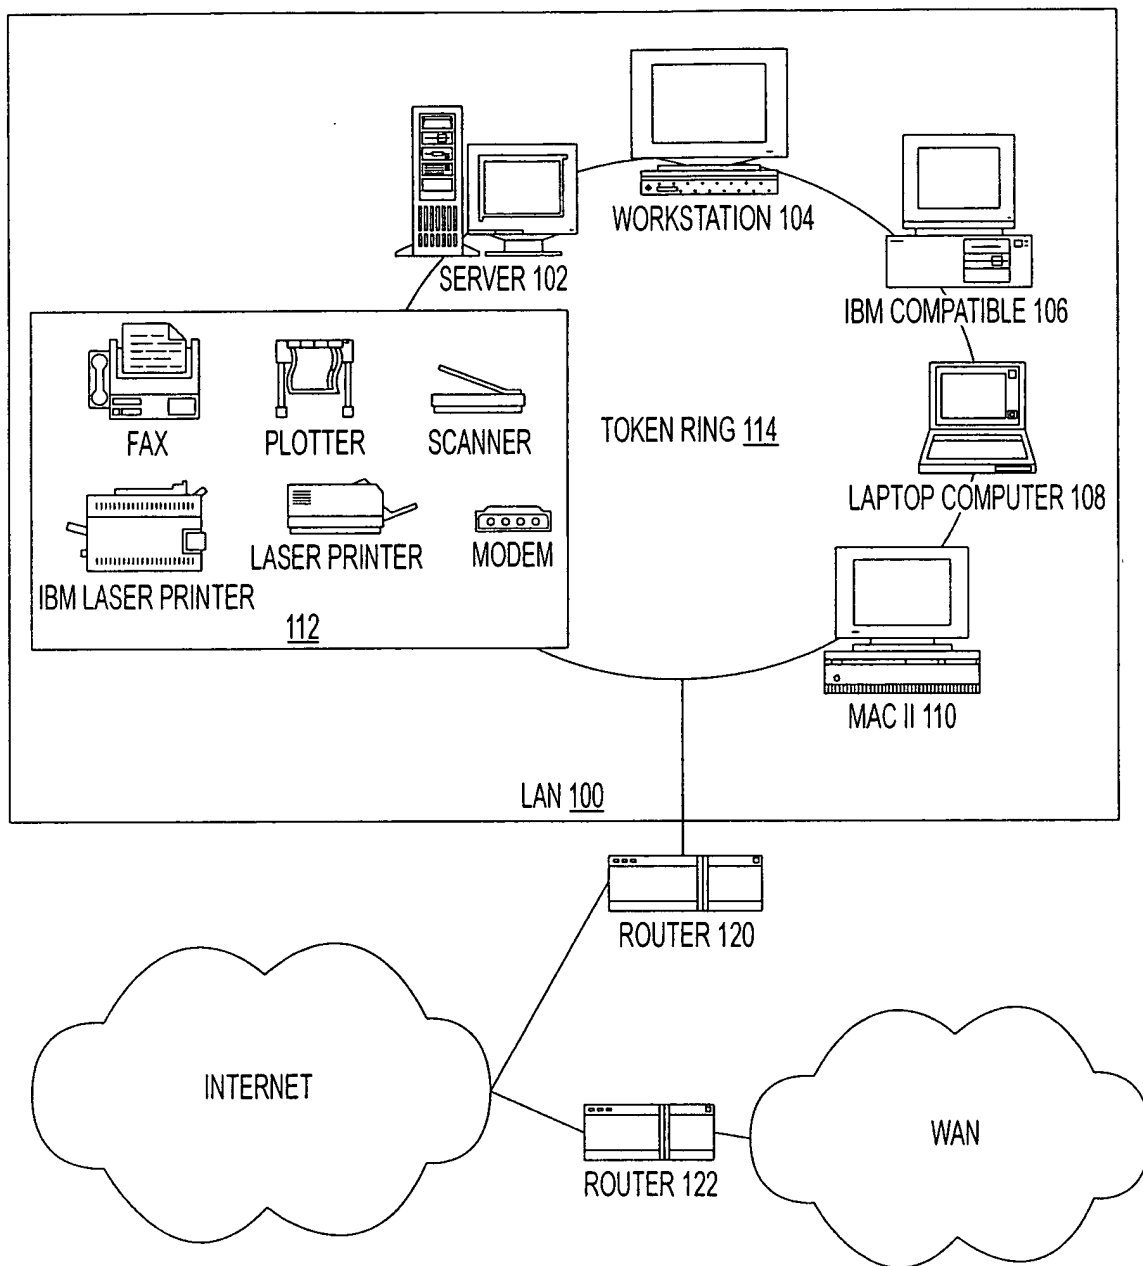 WORKSTATION 104
SERVER 102
IBM COMPATIBLE 106
FAX
PLOTTER
SCANNER
TOKEN RING 114
LAPTOP COMPUTER 108
IBM LASER PRINTER
LASER PRINTER
MODEM
112
MAC II 110
LAN 100
ROUTER 120
INTERNET
WAN
ROUTER 122